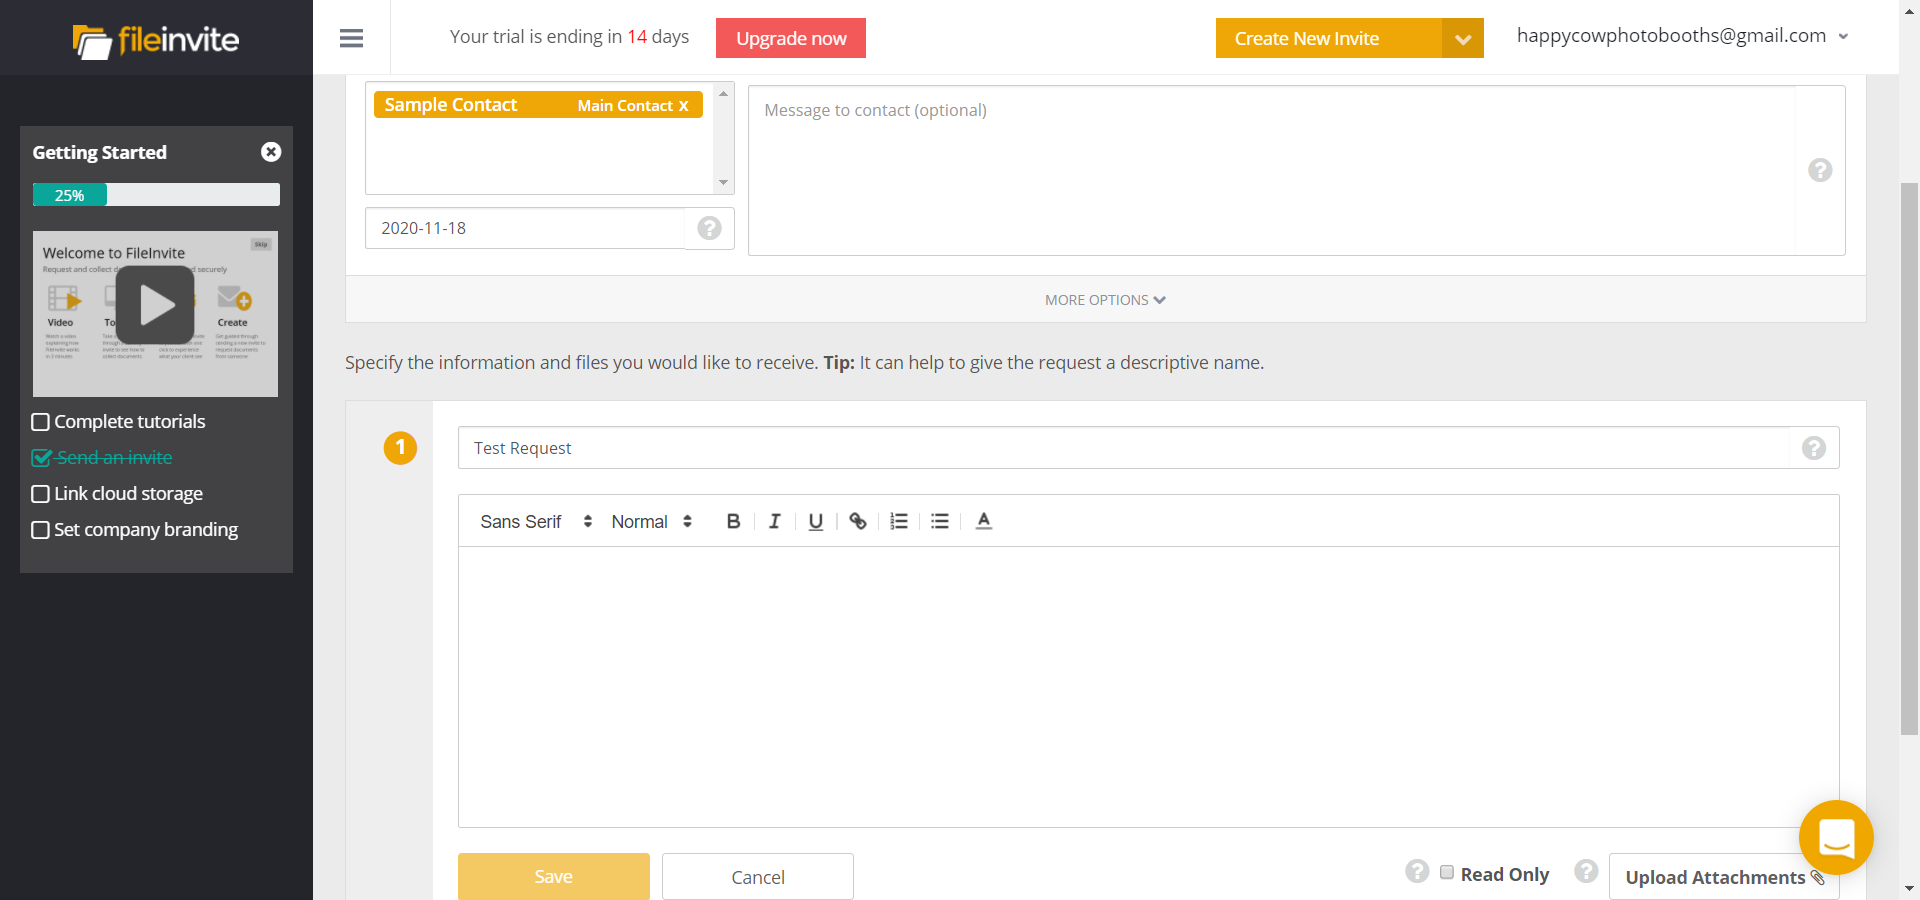 fileinvite
Your trial is ending in 14 days
Upgrade now
Create New Invite
happycowphotobooths@gmail.com
Getting Started
25%
Welcome to FileInvite
Skip
Request and collect d
d securely
Video
To
Create
Complete tutorials
Send an invite
Link cloud storage
Set company branding
Sample Contact
Main Contact x
Message to contact (optional)
?
2020-11-18
?
MORE OPTIONS
Specify the information and files you would like to receive. Tip: It can help to give the request a descriptive name.
1
Test Request
?
Sans Serif
Normal
B I U A
Save
Cancel
?
Read Only
?
Upload Attachments